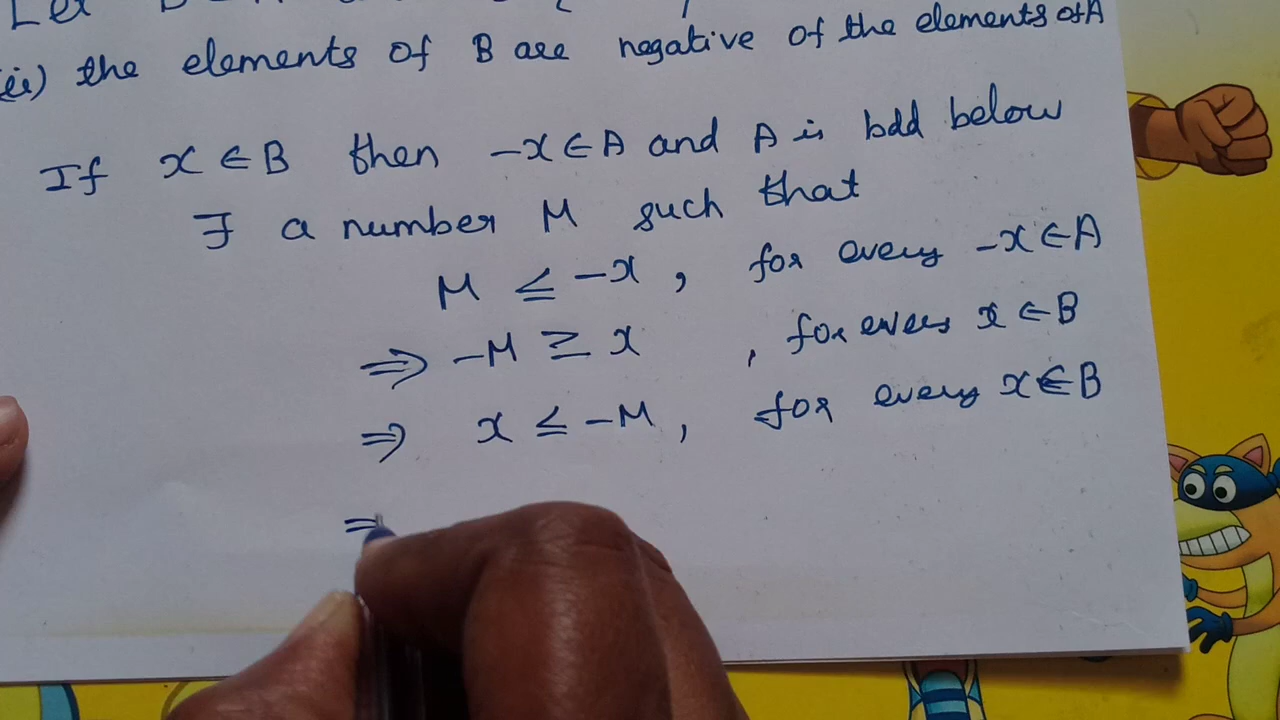 Let
(ii) the elements of B are negative of the elements of A
If x ∈ B then -x ∈ A and A is bdd below
∃ a number M such that
M ≤ -x, for every -x ∈ A
⇒ -M ≥ x, for every x ∈ B
⇒ x ≤ -M, for every x ∈ B